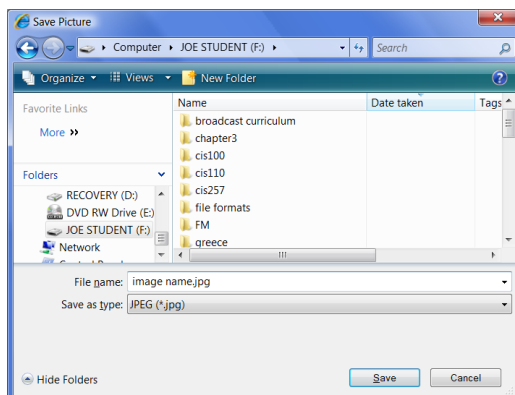 Save Picture
Computer ▸ JOE STUDENT (F:) ▸ Search
Organize Views New Folder
Favorite Links
More »
Folders
RECOVERY (D:)
DVD RW Drive (E:)
JOE STUDENT (F:)
Network
Name Date taken Tags
broadcast curriculum
chapter3
cis100
cis110
cis257
file formats
FM
greece
File name: image name.jpg
Save as type: JPEG (*.jpg)
Hide Folders Save Cancel